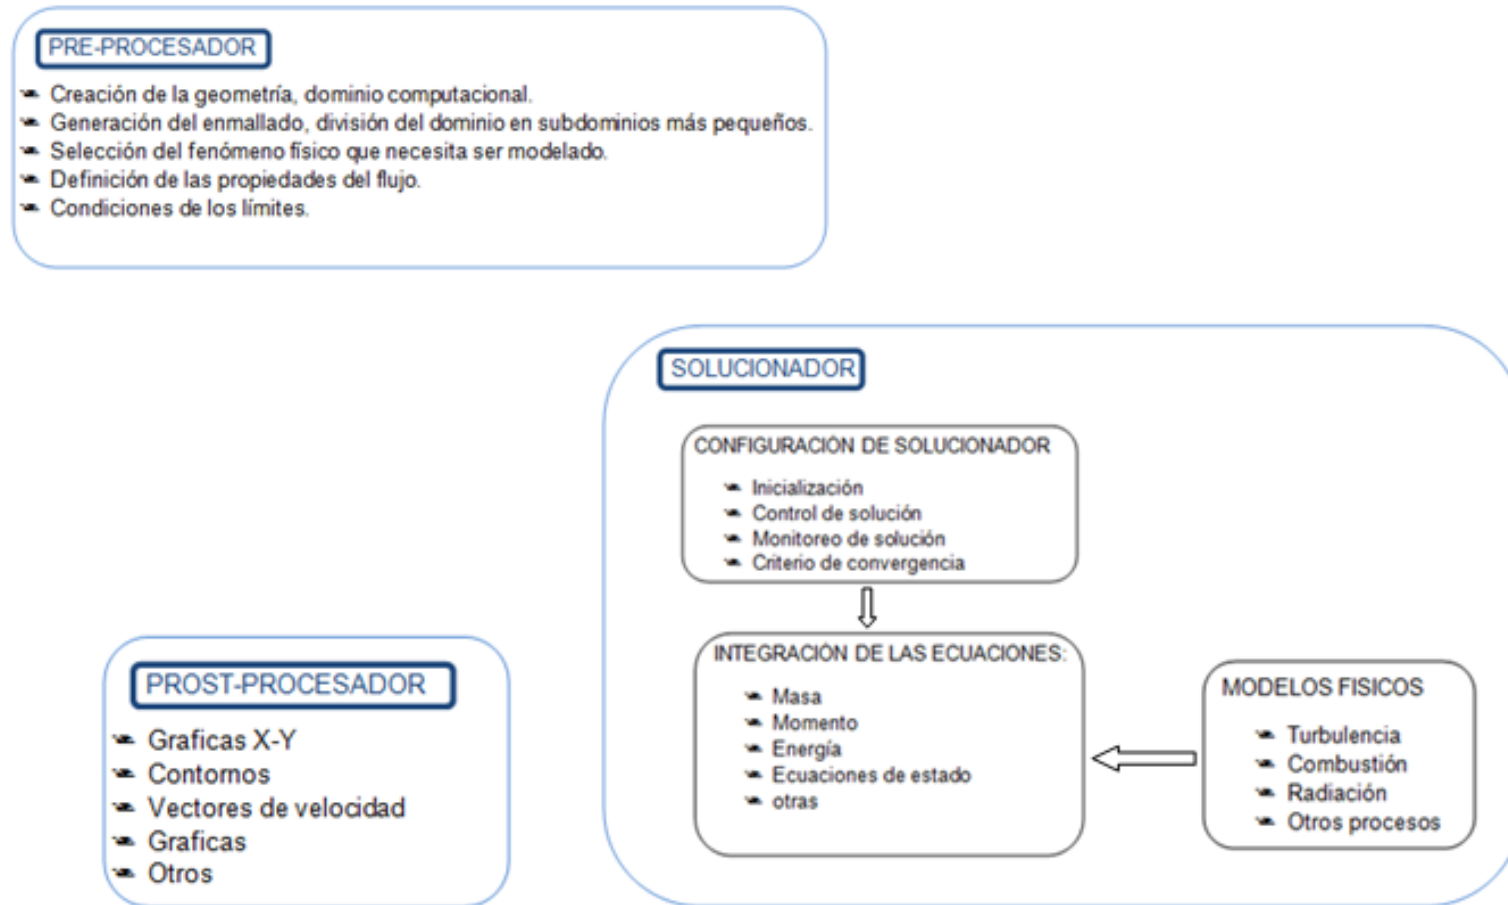 PRE-PROCESADOR
Creación de la geometría, dominio computacional.
Generación del enmallado, división del dominio en subdominios más pequeños.
Selección del fenómeno físico que necesita ser modelado.
Definición de las propiedades del flujo.
Condiciones de los límites.
SOLUCIONADOR
CONFIGURACIÓN DE SOLUCIONADOR
Inicialización
Control de solución
Monitoreo de solución
Criterio de convergencia
INTEGRACIÓN DE LAS ECUACIONES:
Masa
Momento
Energía
Ecuaciones de estado
otras
MODELOS FISICOS
Turbulencia
Combustión
Radiación
Otros procesos
PROST-PROCESADOR
Graficas X-Y
Contornos
Vectores de velocidad
Graficas
Otros